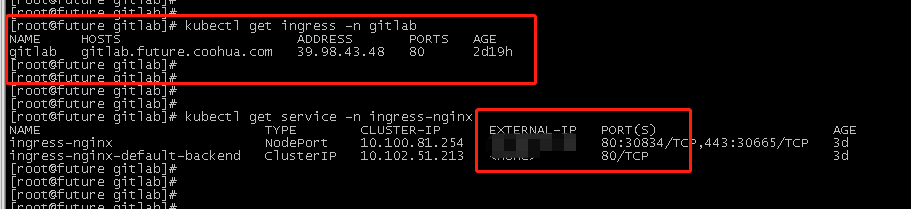 [root@future gitlab]#
[root@future gitlab]# kubectl get ingress -n gitlab
NAME HOSTS ADDRESS PORTS AGE
gitlab gitlab.future.coohua.com 39.98.43.48 80 2d19h
[root@future gitlab]#
[root@future gitlab]#
[root@future gitlab]#
[root@future gitlab]#
[root@future gitlab]# kubectl get service -n ingress-nginx
NAME TYPE CLUSTER-IP EXTERNAL-IP PORT(S) AGE
ingress-nginx NodePort 10.100.81.254 80:30834/TCP,443:30665/TCP 3d
ingress-nginx-default-backend ClusterIP 10.102.51.213 <none> 80/TCP 3d
[root@future gitlab]#
[root@future gitlab]#
[root@future gitlab]#